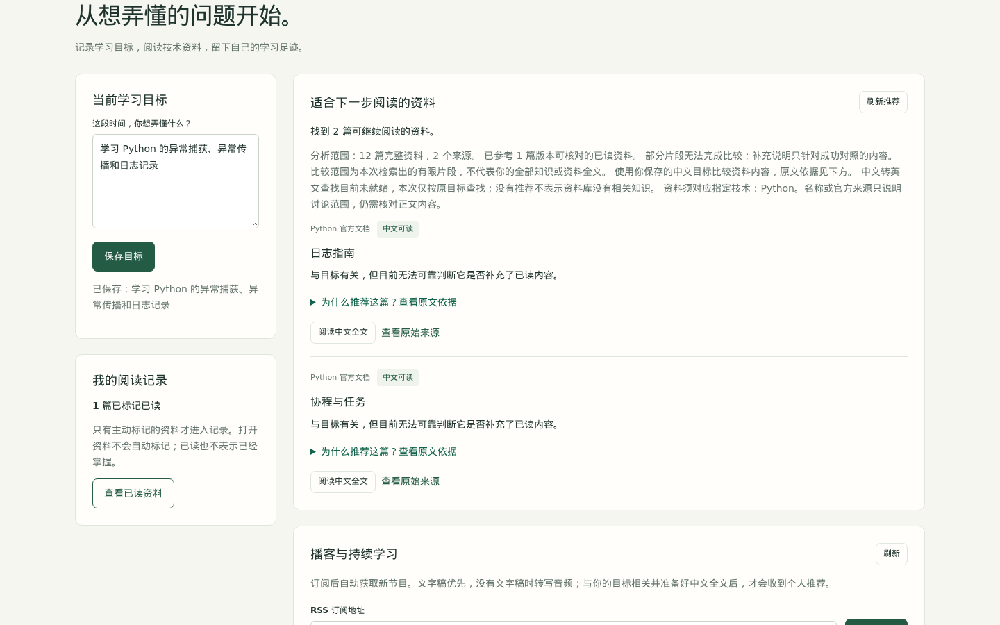 从想弄懂的问题开始。
记录学习目标，阅读技术资料，留下自己的学习足迹。
当前学习目标
这段时间，你想弄懂什么？
学习 Python 的异常捕获、异常传
播和日志记录
保存目标
已保存：学习 Python 的异常捕获、异
常传播和日志记录
我的阅读记录
1 篇已标记已读
只有主动标记的资料才进入记录。打开
资料不会自动标记；已读也不表示已经
掌握。
查看已读资料
适合下一步阅读的资料
刷新推荐
找到 2 篇可继续阅读的资料。
分析范围：12 篇完整资料，2 个来源。 已参考 1 篇版本可核对的已读资料。 部分片段无法完成比较；补充说明只针对成功对照的内容。
比较范围为本次检索出的有限片段，不代表你的全部知识或资料全文。 使用你保存的中文目标比较资料内容，原文依据见下方。 中文转英
文查找目前未就绪，本次仅按原目标查找；没有推荐不表示资料库没有相关知识。 资料须对应指定技术：Python。名称或官方来源只说明
讨论范围，仍需核对正文内容。
Python 官方文档 中文可读
日志指南
与目标有关，但目前无法可靠判断它是否补充了已读内容。
▶ 为什么推荐这篇？查看原文依据
阅读中文全文 查看原始来源
Python 官方文档 中文可读
协程与任务
与目标有关，但目前无法可靠判断它是否补充了已读内容。
▶ 为什么推荐这篇？查看原文依据
阅读中文全文 查看原始来源
播客与持续学习
刷新
订阅后自动获取新节目。文字稿优先，没有文字稿时转写音频；与你的目标相关并准备好中文全文后，才会收到个人推荐。
RSS 订阅地址